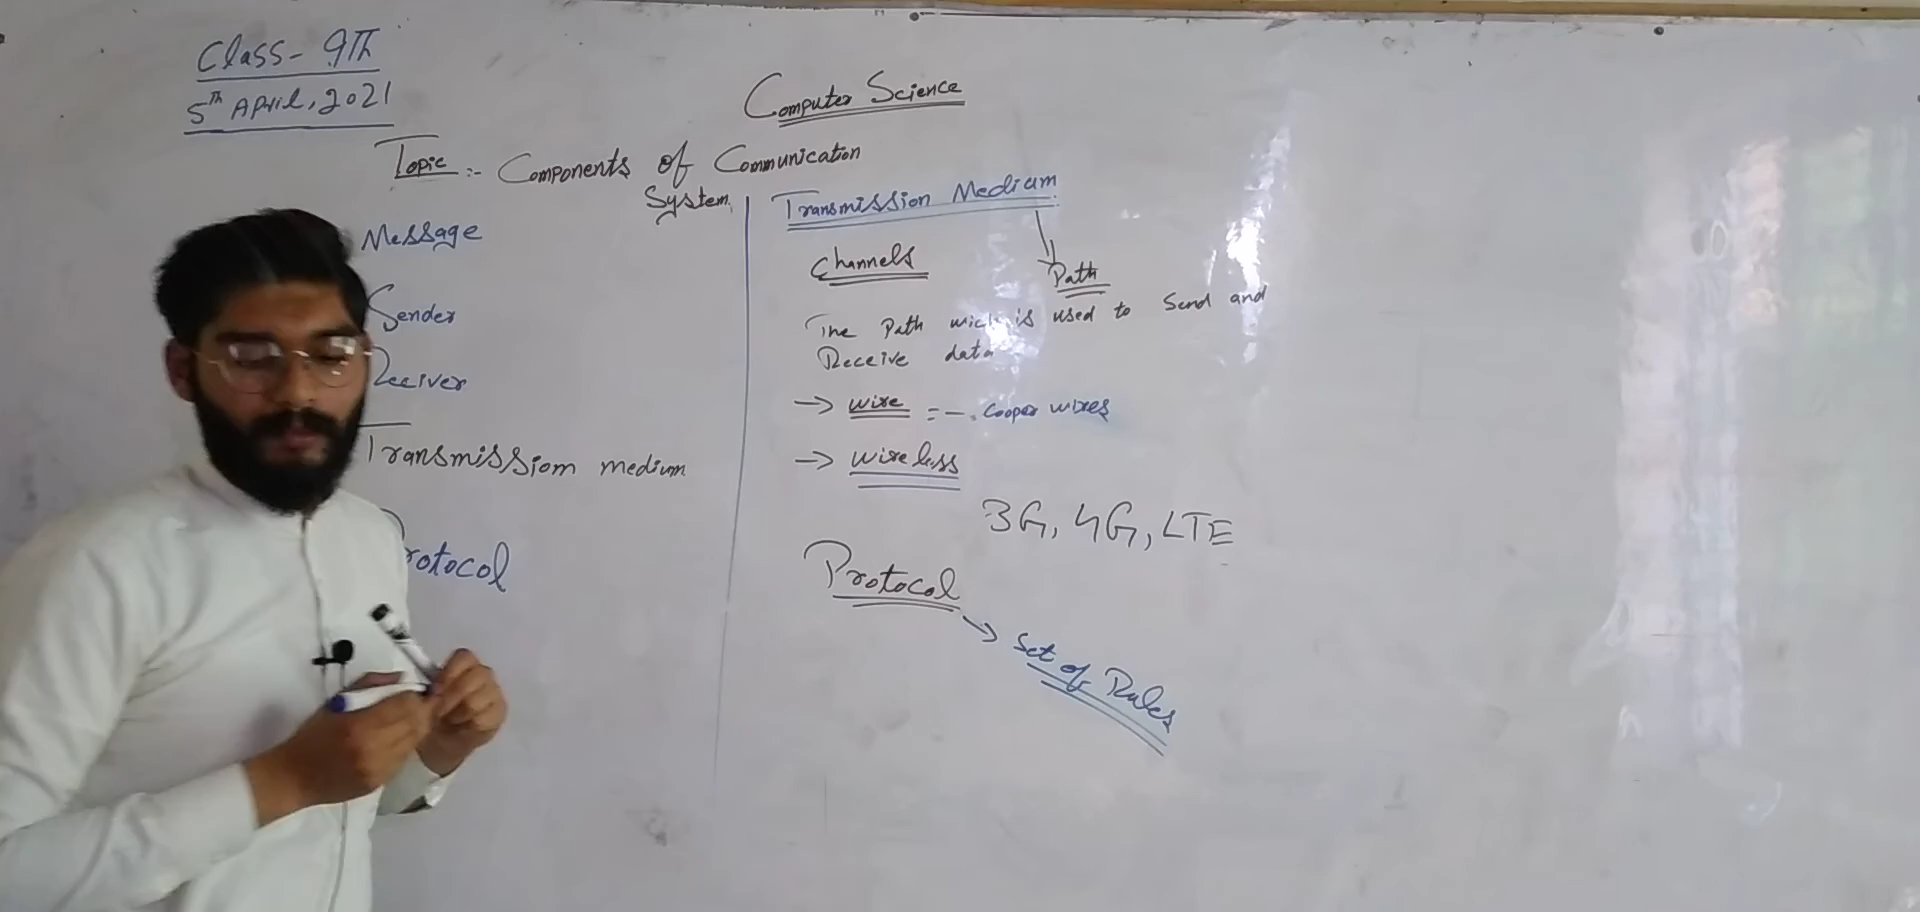 Class- 9Th
5Th April, 2021
Computer Science
Topic :- Components of Communication
System.
Message
Sender
Receiver
Transmission medium
Protocol
Transmission Medium
Channels
Path
The Path wich is used to Send and
Receive data
→ wire :- . Cooper wires
→ wireless
3G, 4G, LTE
Protocol
→ Set of Rules